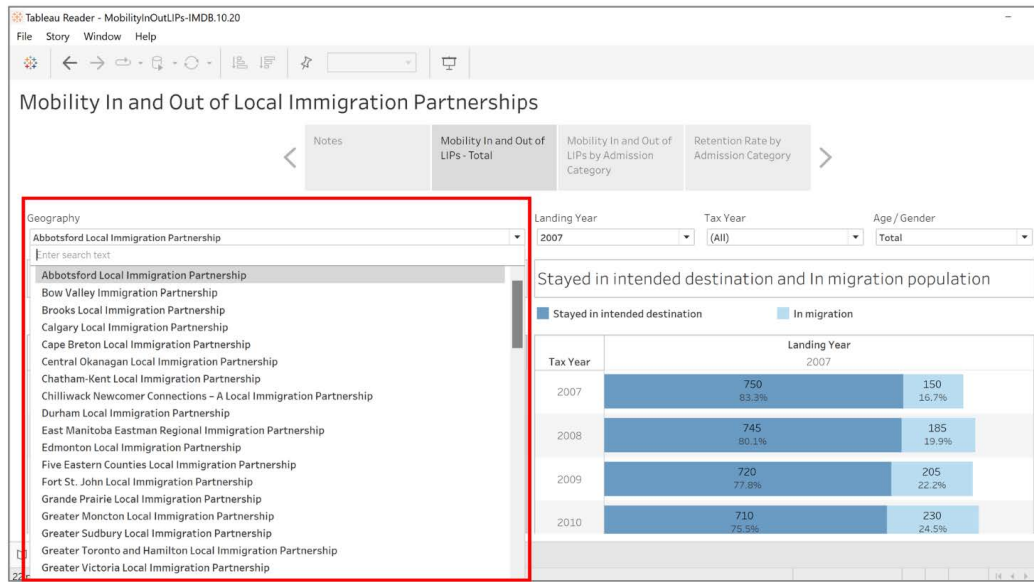 Tableau Reader - MobilityInOutLIPs-IMDB.10.20
File Story Window Help
Mobility In and Out of Local Immigration Partnerships
Notes
Mobility In and Out of
LIPs - Total
Mobility In and Out of
LIPs by Admission
Category
Retention Rate by
Admission Category
Geography
Abbotsford Local Immigration Partnership
Enter search text
Abbotsford Local Immigration Partnership
Bow Valley Immigration Partnership
Brooks Local Immigration Partnership
Calgary Local Immigration Partnership
Cape Breton Local Immigration Partnership
Central Okanagan Local Immigration Partnership
Chatham-Kent Local Immigration Partnership
Chilliwack Newcomer Connections – A Local Immigration Partnership
Durham Local Immigration Partnership
East Manitoba Eastman Regional Immigration Partnership
Edmonton Local Immigration Partnership
Five Eastern Counties Local Immigration Partnership
Fort St. John Local Immigration Partnership
Grande Prairie Local Immigration Partnership
Greater Moncton Local Immigration Partnership
Greater Sudbury Local Immigration Partnership
Greater Toronto and Hamilton Local Immigration Partnership
Greater Victoria Local Immigration Partnership
Landing Year Tax Year Age / Gender
2007 (All) Total
Stayed in intended destination and In migration population
Stayed in intended destination In migration
Landing Year
Tax Year 2007
2007 750 150
83.3% 16.7%
2008 745 185
80.1% 19.9%
2009 720 205
77.8% 22.2%
2010 710 230
75.5% 24.5%